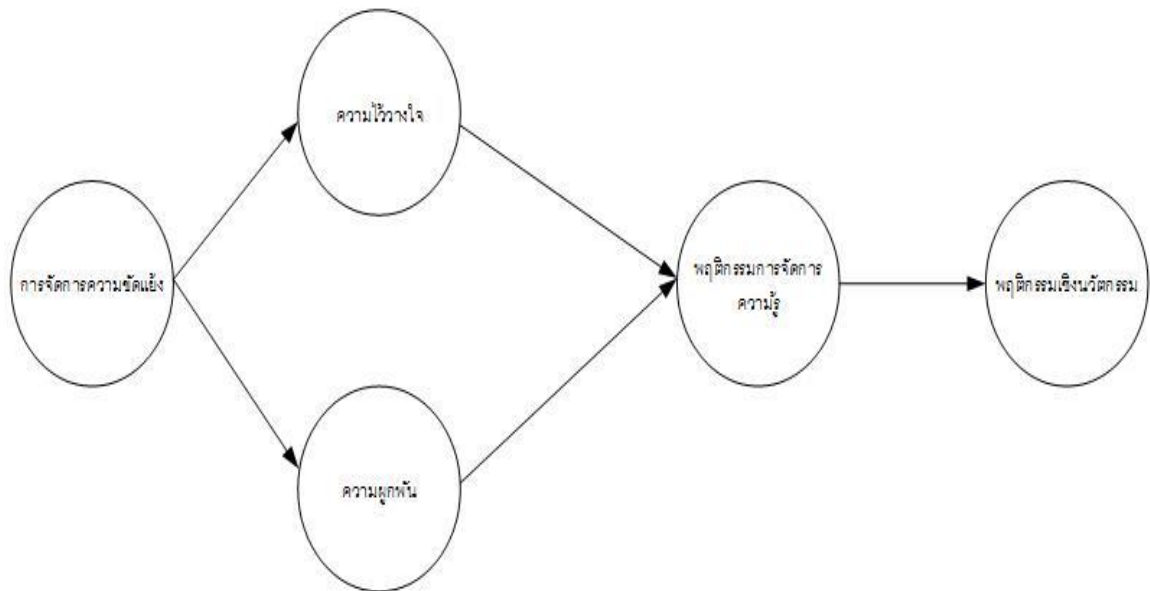 ความไว้วางใจ
การจัดการความขัดแย้ง
พฤติกรรมการจัดการ
ความรู้
พฤติกรรมเชิงนวัตกรรม
ความผูกพัน